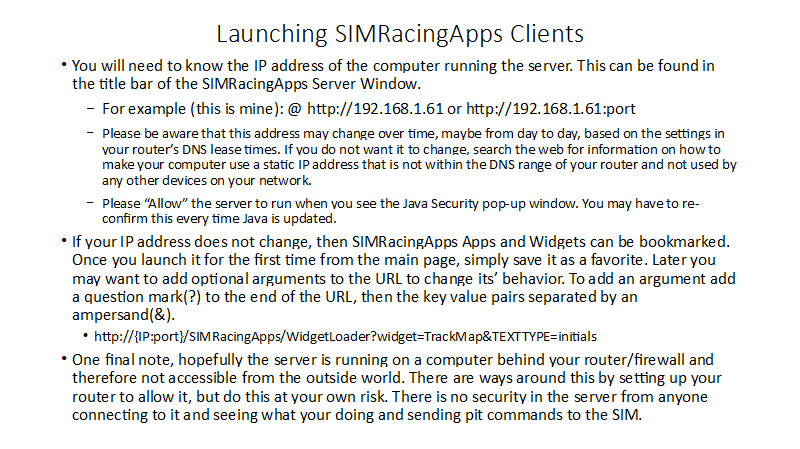 Launching SIMRacingApps Clients
• You will need to know the IP address of the computer running the server. This can be found in
the title bar of the SIMRacingApps Server Window.
– For example (this is mine): @ http://192.168.1.61 or http://192.168.1.61:port
– Please be aware that this address may change over time, maybe from day to day, based on the settings in
your router's DNS lease times. If you do not want it to change, search the web for information on how to
make your computer use a static IP address that is not within the DNS range of your router and not used by
any other devices on your network.
– Please “Allow” the server to run when you see the Java Security pop-up window. You may have to re-
confirm this every time Java is updated.
• If your IP address does not change, then SIMRacingApps Apps and Widgets can be bookmarked.
Once you launch it for the first time from the main page, simply save it as a favorite. Later you
may want to add optional arguments to the URL to change its’ behavior. To add an argument add
a question mark(?) to the end of the URL, then the key value pairs separated by an
ampersand(&).
• http://{IP:port}/SIMRacingApps/WidgetLoader?widget=TrackMap&TEXTTYPE=initials
• One final note, hopefully the server is running on a computer behind your router/firewall and
therefore not accessible from the outside world. There are ways around this by setting up your
router to allow it, but do this at your own risk. There is no security in the server from anyone
connecting to it and seeing what your doing and sending pit commands to the SIM.